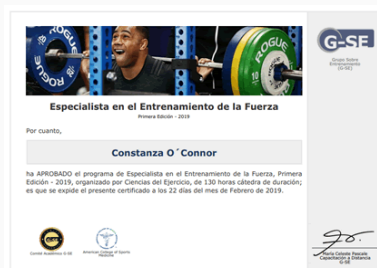 ROGUE
ROGUE
10
G-SE
Grupo Sobre
Entrenamiento
(G-SE)
Especialista en el Entrenamiento de la Fuerza
Primera Edición - 2019
Por cuanto,
Constanza O´Connor
ha APROBADO el programa de Especialista en el Entrenamiento de la Fuerza, Primera
Edición - 2019, organizado por Ciencias del Ejercicio, de 130 horas cátedra de duración;
es que se expide el presente certificado a los 22 días del mes de Febrero de 2019.
G-SE
Comité Académico G-SE
American College of Sports
Medicine
María Celeste Pascale
Capacitación a Distancia
G-SE